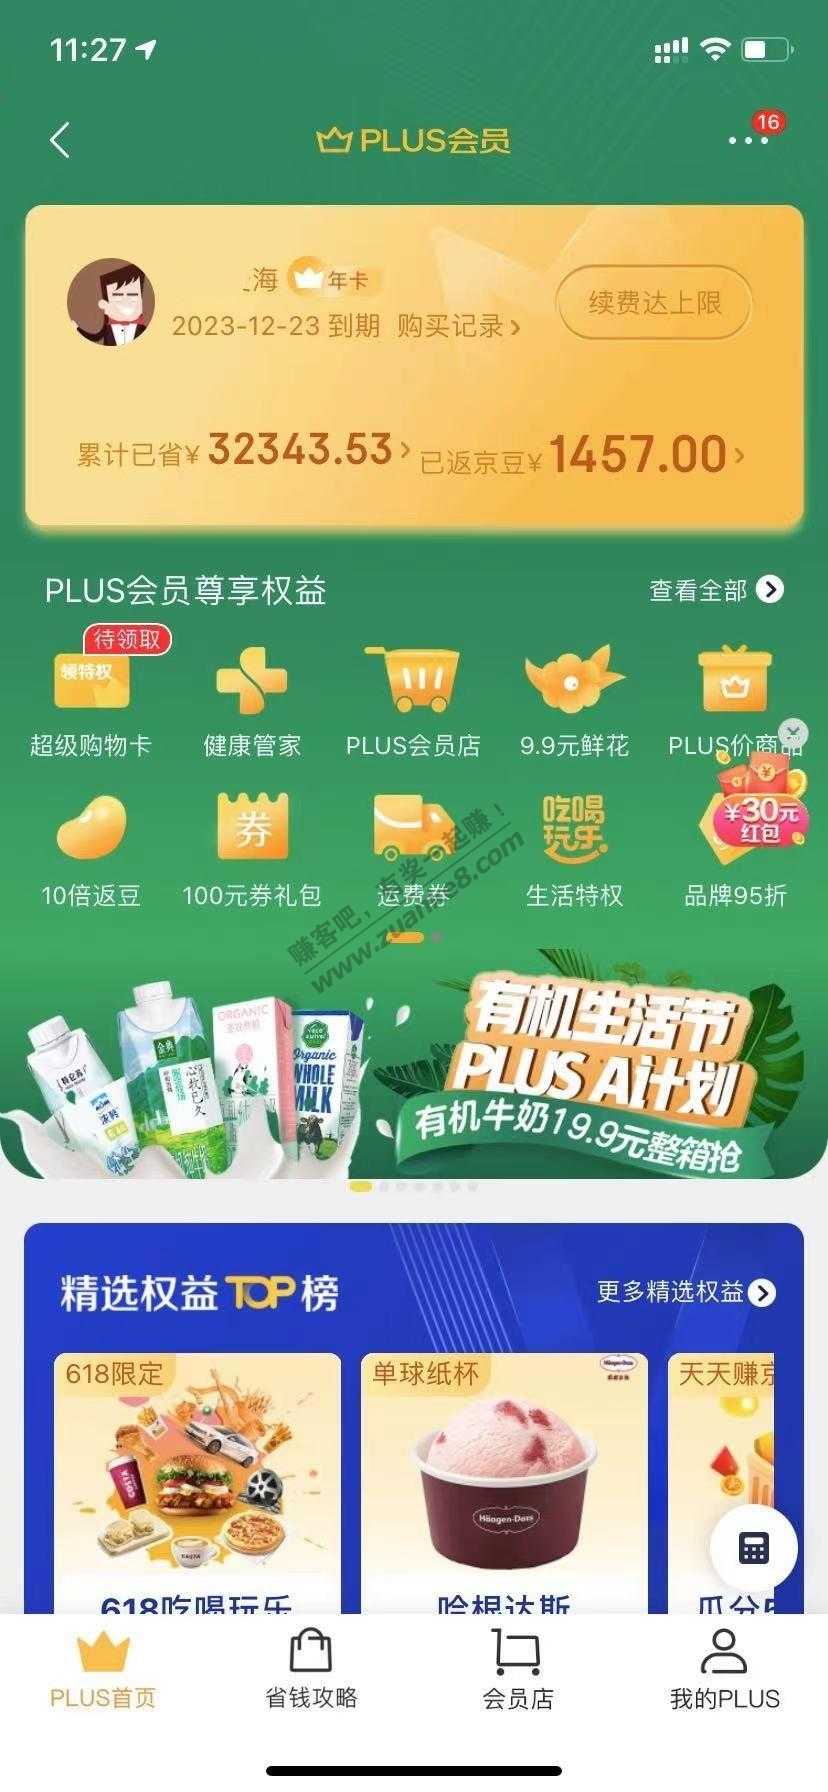 11:27
PLUS会员
16
海 年卡
续费达上限
2023-12-23 到期 购买记录
累计已省¥32343.53
已返京豆¥1457.00
PLUS会员尊享权益
查看全部
待领取
领特权
超级购物卡
健康管家
PLUS会员店
9.9元鲜花
PLUS价商品
券
吃喝
玩乐
¥30元
红包
10倍返豆
100元券礼包
运费券
生活特权
品牌95折
赚客吧,有奖一起赚!
www.zuanke8.com
有机生活节
PLUS A计划
有机牛奶19.9元整箱抢
ORGANIC
金典
Organic
WHOLE
MILK
精选权益TOP榜
更多精选权益
618限定
单球纸杯
天天赚京
COSTA
Häagen-Dazs
618吃喝玩乐
哈根达斯
瓜分5
PLUS首页
省钱攻略
会员店
我的PLUS